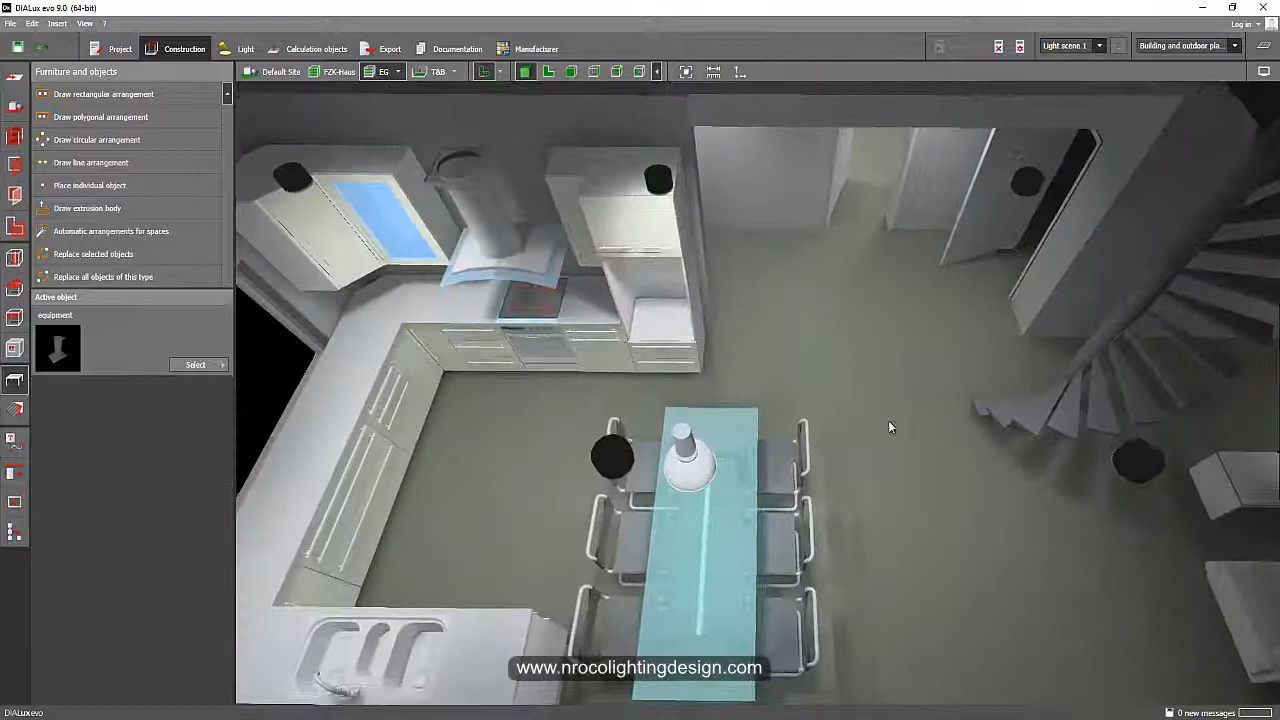 DIALux evo 9.0 (64-bit)
File Edit Insert View ?
Log in
Project Construction Light Calculation objects Export Documentation Manufacturer
Light scene 1
Building and outdoor pla...
Furniture and objects
Default Site FZK-Haus EG T&B
Draw rectangular arrangement
Draw polygonal arrangement
Draw circular arrangement
Draw line arrangement
Place individual object
Draw extrusion body
Automatic arrangements for spaces
Replace selected objects
Replace all objects of this type
Active object
equipment
Select
www.nrocolightingdesign.com
DIALuxevo
0 new messages